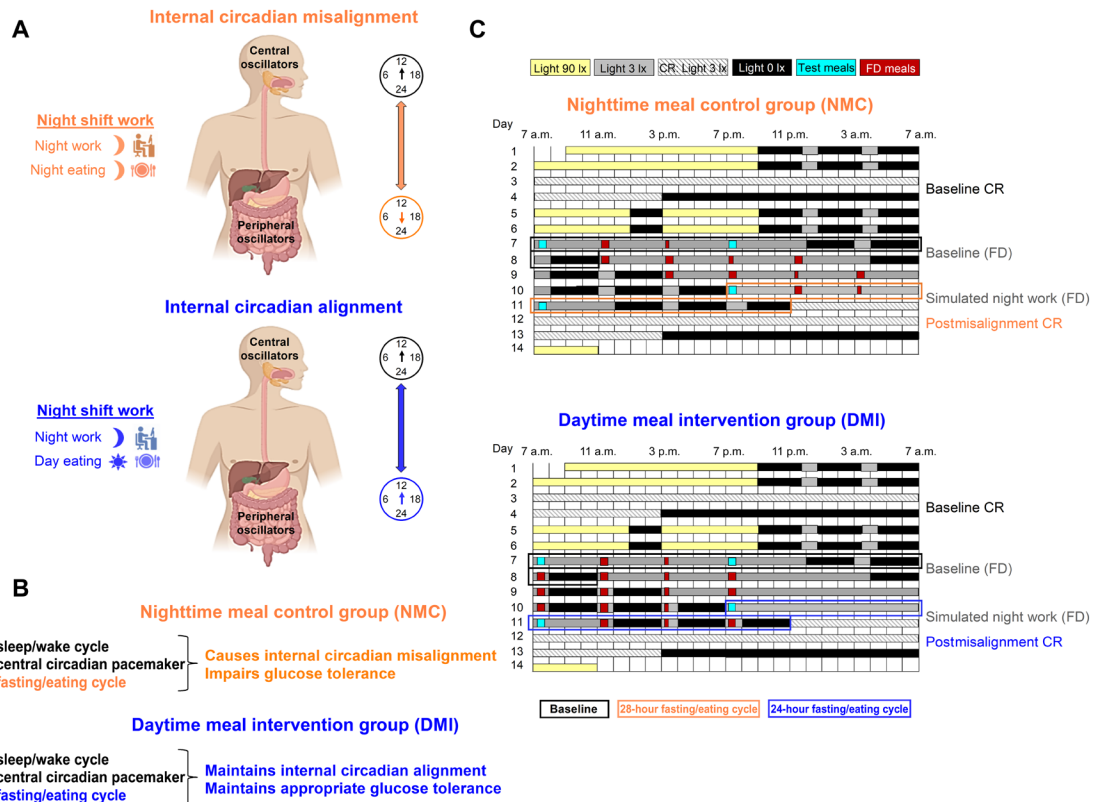 A
Internal circadian misalignment
Central
oscillators
12
6 18
24
Night shift work
Night work
Night eating
12
6 18
24
Peripheral
oscillators
Internal circadian alignment
Central
oscillators
12
6 18
24
Night shift work
Night work
Day eating
12
6 18
24
Peripheral
oscillators
B
Nighttime meal control group (NMC)
sleep/wake cycle
central circadian pacemaker
fasting/eating cycle
Causes internal circadian misalignment
Impairs glucose tolerance
Daytime meal intervention group (DMI)
sleep/wake cycle
central circadian pacemaker
fasting/eating cycle
Maintains internal circadian alignment
Maintains appropriate glucose tolerance
C
Light 90 lx Light 3 lx CR: Light 3 lx Light 0 lx Test meals FD meals
Nighttime meal control group (NMC)
Day
7 a.m. 11 a.m. 3 p.m. 7 p.m. 11 p.m. 3 a.m. 7 a.m.
1
2
3
Baseline CR
4
5
6
7
Baseline (FD)
8
9
10
Simulated night work (FD)
11
12
Postmisalignment CR
13
14
Daytime meal intervention group (DMI)
Day
7 a.m. 11 a.m. 3 p.m. 7 p.m. 11 p.m. 3 a.m. 7 a.m.
1
2
3
Baseline CR
4
5
6
7
Baseline (FD)
8
9
10
Simulated night work (FD)
11
12
Postmisalignment CR
13
14
Baseline 28-hour fasting/eating cycle 24-hour fasting/eating cycle